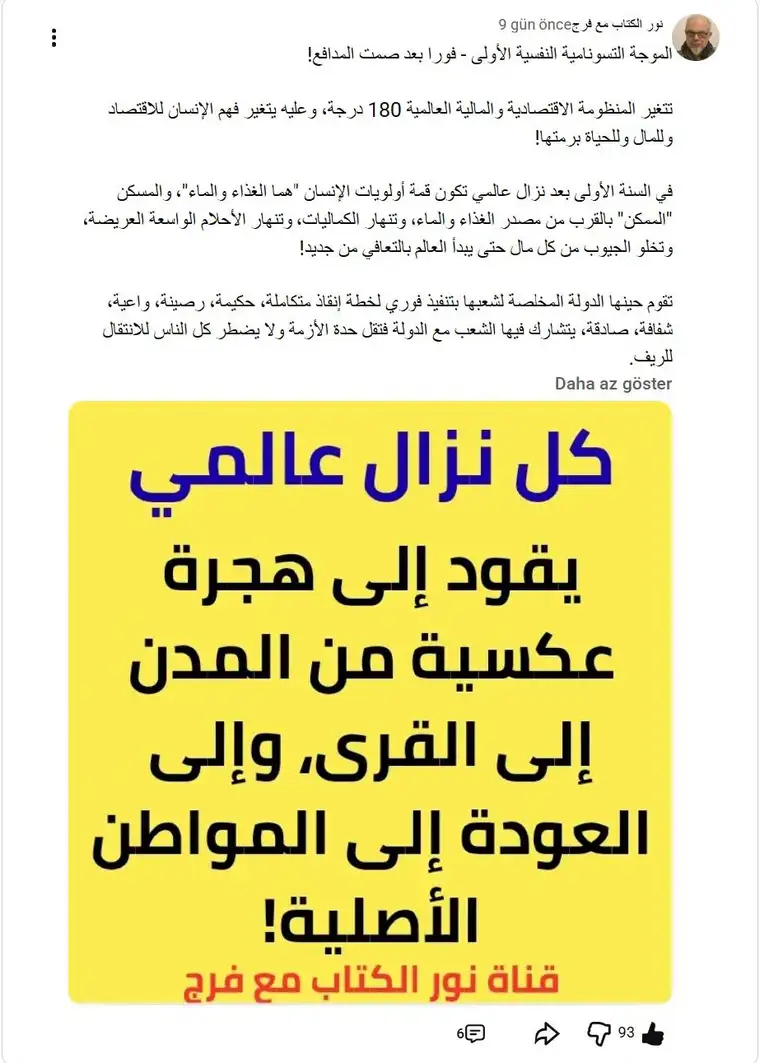 نور الكتاب مع فرج 9 gün önce
الموجة التسونامية النفسية الأولى - فورا بعد صمت المدافع!
تتغير المنظومة الاقتصادية والمالية العالمية 180 درجة، وعليه يتغير فهم الإنسان للاقتصاد
وللمال وللحياة برمتها!
في السنة الأولى بعد نزال عالمي تكون قمة أولويات الإنسان "هما الغذاء والماء"، والمسكن
"الممكن" بالقرب من مصدر الغذاء والماء، وتنهار الكماليات، وتنهار الأحلام الواسعة العريضة،
وتخلو الجيوب من كل مال حتى يبدأ العالم بالتعافي من جديد!
تقوم حينها الدولة المخلصة لشعبها بتنفيذ فوري لخطة إنقاذ متكاملة، حكيمة، رصينة، واعية،
شفافة، صادقة، يتشارك فيها الشعب مع الدولة فتقل حدة الأزمة ولا يضطر كل الناس للانتقال
للريف.
Daha az göster
كل نزال عالمي
يقود إلى هجرة
عكسية من المدن
إلى القرى، وإلى
العودة إلى المواطن
الأصلية!
قناة نور الكتاب مع فرج
93
6